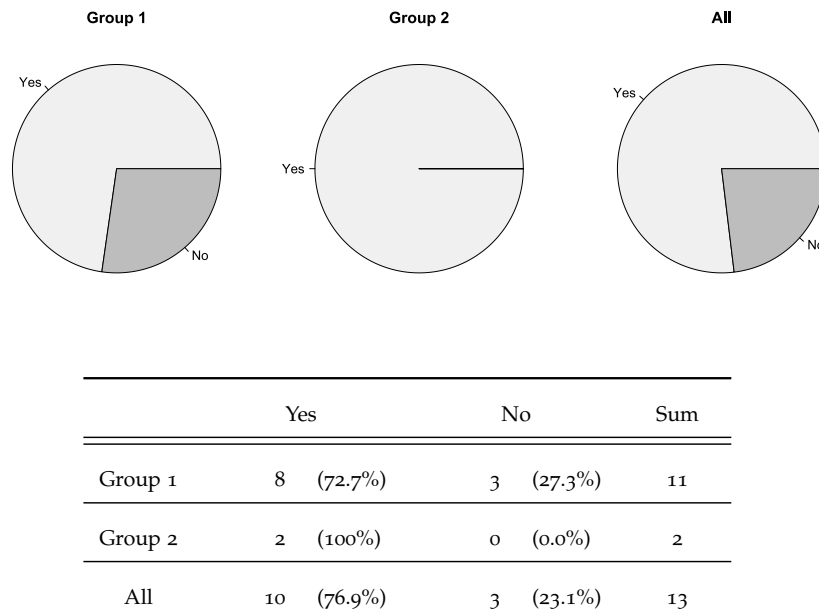 Group 1 Group 2 All
Yes Yes Yes
No No
Yes No Sum
Group 1 8 (72.7%) 3 (27.3%) 11
Group 2 2 (100%) 0 (0.0%) 2
All 10 (76.9%) 3 (23.1%) 13